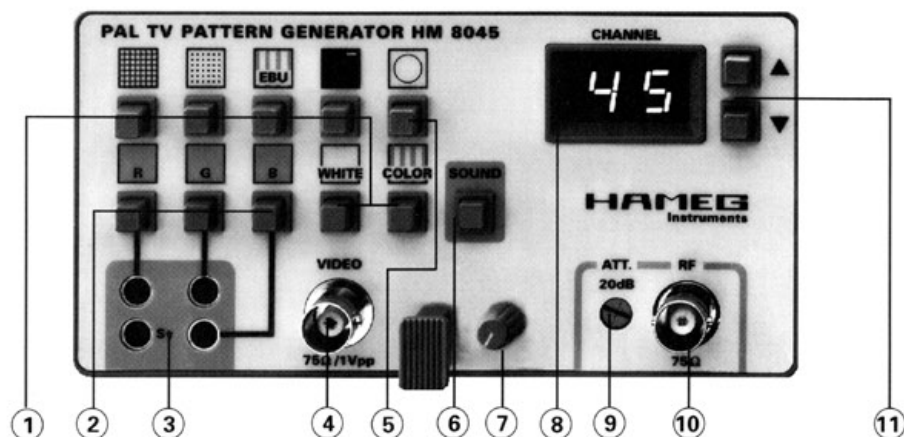 PAL TV PATTERN GENERATOR HM 8045
CHANNEL
EBU
45
R G B WHITE COLOR
SOUND
HAMEG
Instruments
VIDEO
ATT. RF
20dB
S
75Ω/1Vpp
75Ω
1 2 3 4 5 6 7 8 9 10 11